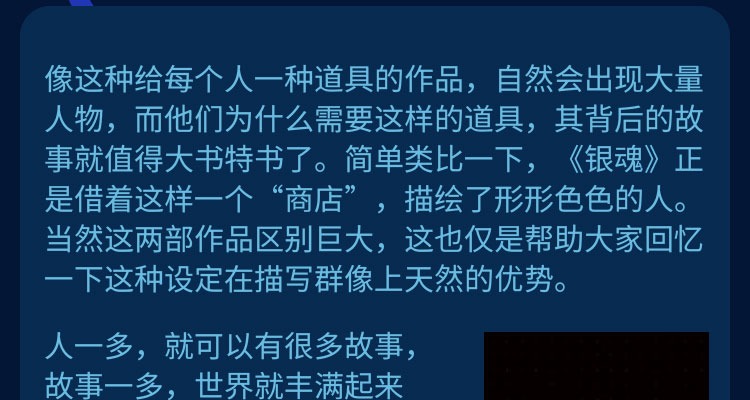 像这种给每个人一种道具的作品，自然会出现大量
人物，而他们为什么需要这样的道具，其背后的故
事就值得大书特书了。简单类比一下，《银魂》正
是借着这样一个“商店”，描绘了形形色色的人。
当然这两部作品区别巨大，这也仅是帮助大家回忆
一下这种设定在描写群像上天然的优势。
人一多，就可以有很多故事，
故事一多，世界就丰满起来